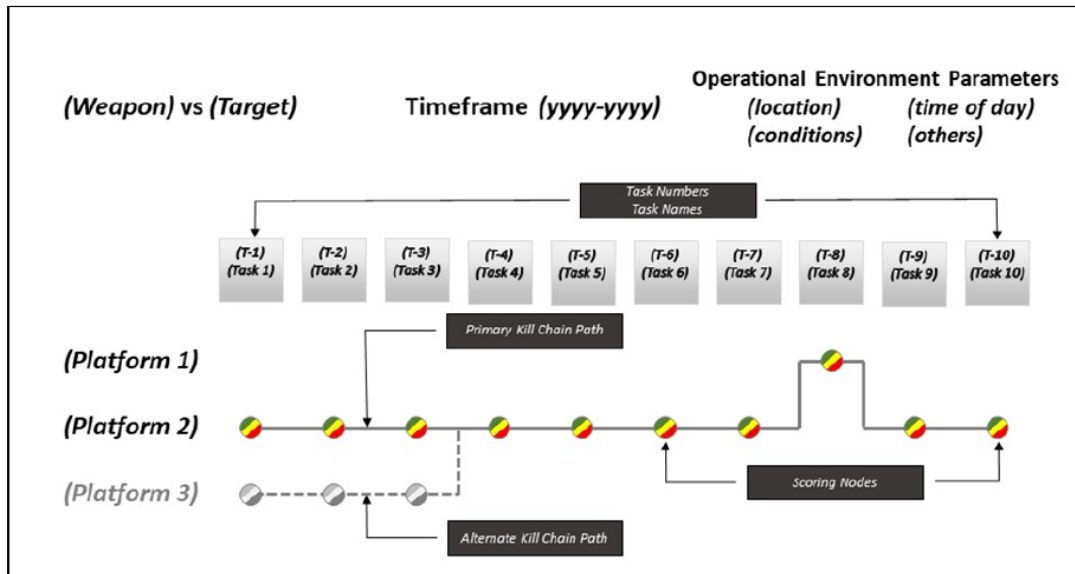 Operational Environment Parameters
(Weapon) vs (Target)
Timeframe (yyyy-yyyy)
(location)
(time of day)
(conditions)
(others)
Task Numbers
Task Names
(T-1)
(Task 1)
(T-2)
(Task 2)
(T-3)
(Task 3)
(T-4)
(Task 4)
(T-5)
(Task 5)
(T-6)
(Task 6)
(T-7)
(Task 7)
(T-8)
(Task 8)
(T-9)
(Task 9)
(T-10)
(Task 10)
Primary Kill Chain Path
(Platform 1)
(Platform 2)
(Platform 3)
Scoring Nodes
Alternate Kill Chain Path